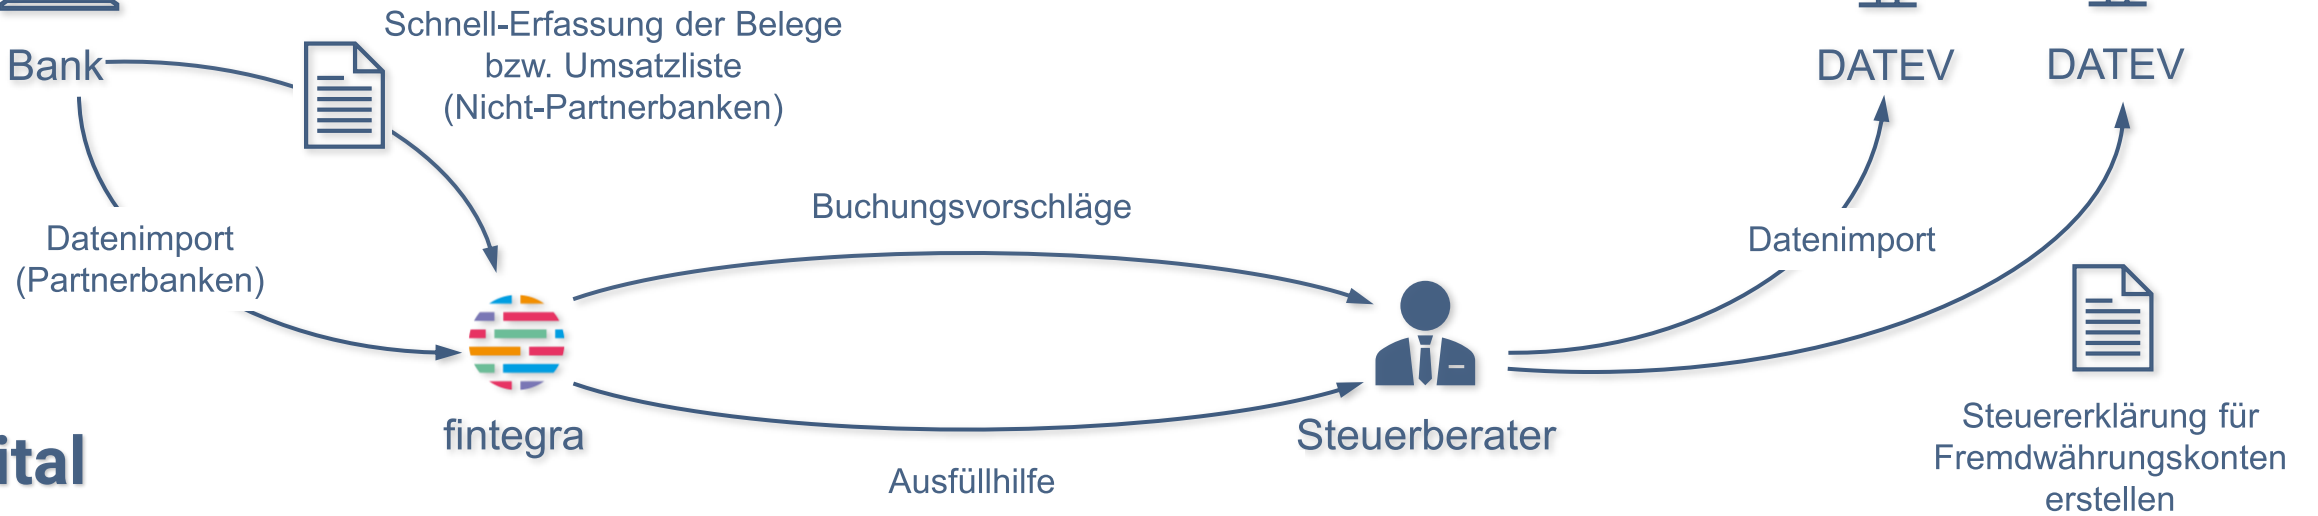 Schnell-Erfassung der Belege
bzw. Umsatzliste
(Nicht-Partnerbanken)
Bank
DATEV
DATEV
Buchungsvorschläge
Datenimport
(Partnerbanken)
Datenimport
fintegra
Steuerberater
Ausfüllhilfe
Steuererklärung für
Fremdwährungskonten
erstellen